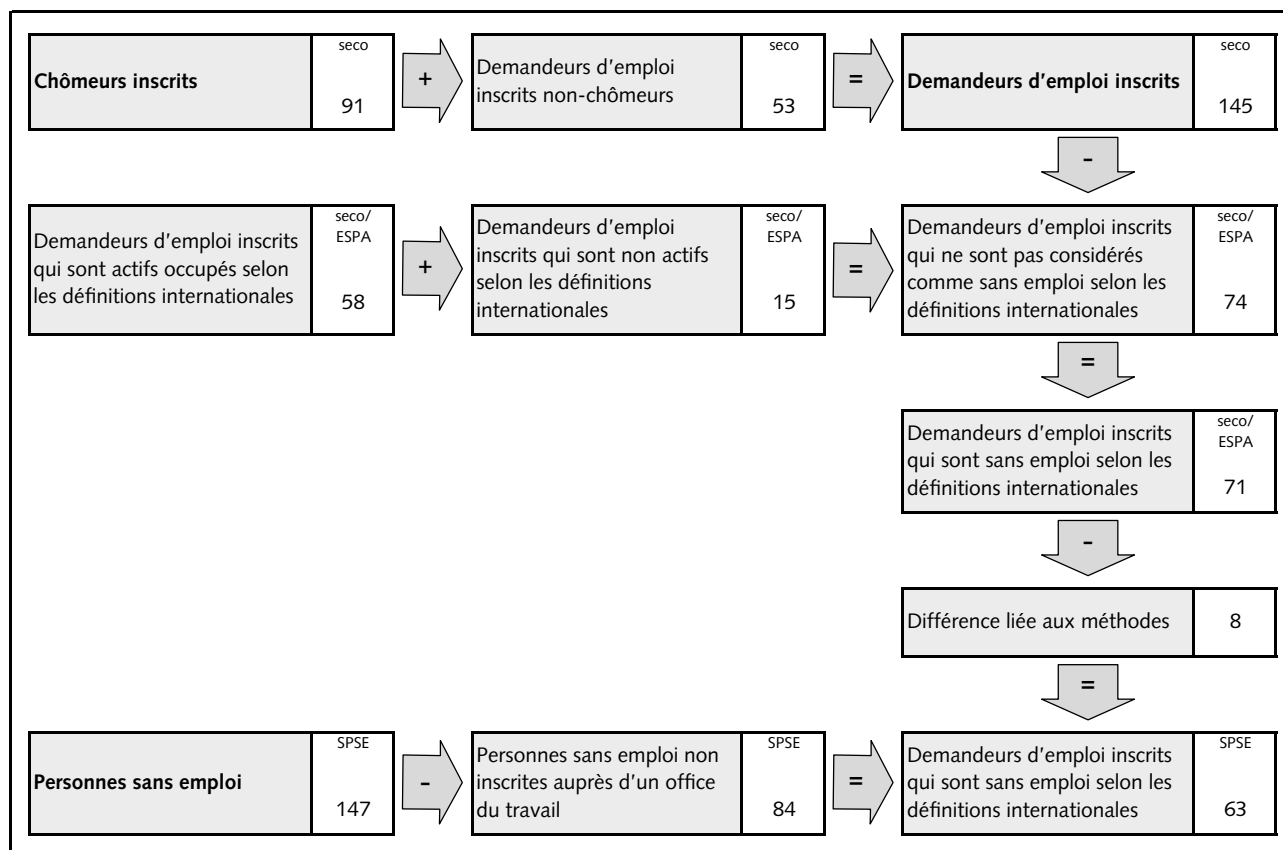 Chômeurs inscrits
seco
91
+
Demandeurs d'emploi
inscrits non-chômeurs
seco
53
=
Demandeurs d'emploi inscrits
seco
145
-
Demandeurs d'emploi inscrits
qui sont actifs occupés selon
les définitions internationales
seco/
ESPA
58
+
Demandeurs d'emploi
inscrits qui sont non actifs
selon les définitions
internationales
seco/
ESPA
15
=
Demandeurs d'emploi inscrits
qui ne sont pas considérés
comme sans emploi selon les
définitions internationales
seco/
ESPA
74
=
Demandeurs d'emploi inscrits
qui sont sans emploi selon les
définitions internationales
seco/
ESPA
71
-
Différence liée aux méthodes
8
=
Personnes sans emploi
SPSE
147
-
Personnes sans emploi non
inscrites auprès d'un office
du travail
SPSE
84
=
Demandeurs d'emploi inscrits
qui sont sans emploi selon les
définitions internationales
SPSE
63